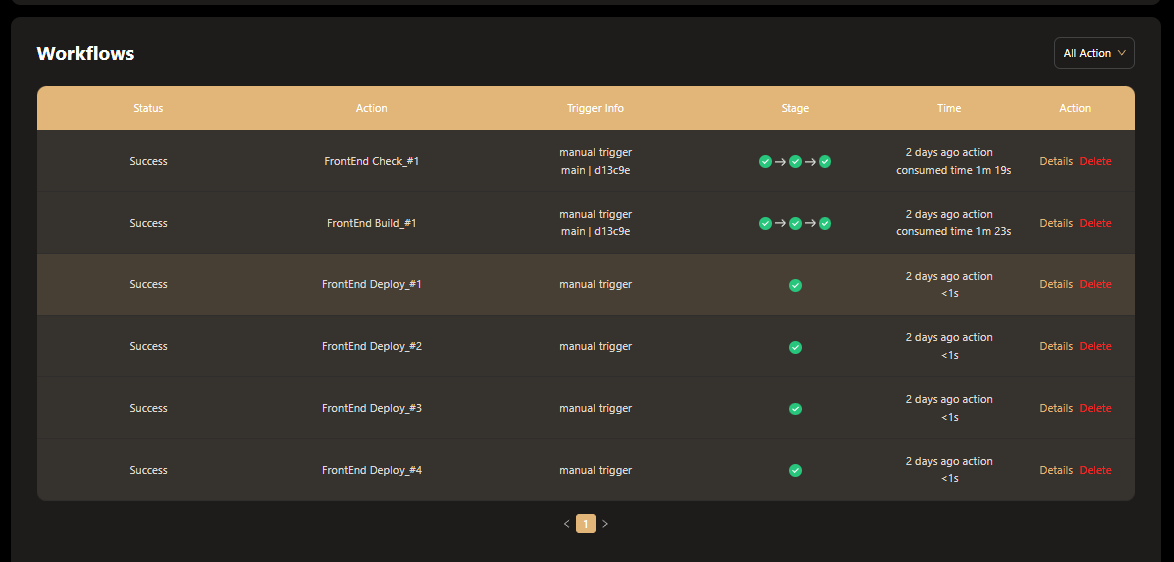 Workflows
All Action
Status Action Trigger Info Stage Time Action
Success FrontEnd Check_#1 manual trigger
main | d13c9e 2 days ago action
consumed time 1m 19s Details Delete
Success FrontEnd Build_#1 manual trigger
main | d13c9e 2 days ago action
consumed time 1m 23s Details Delete
Success FrontEnd Deploy_#1 manual trigger 2 days ago action
<1s Details Delete
Success FrontEnd Deploy_#2 manual trigger 2 days ago action
<1s Details Delete
Success FrontEnd Deploy_#3 manual trigger 2 days ago action
<1s Details Delete
Success FrontEnd Deploy_#4 manual trigger 2 days ago action
<1s Details Delete
< 1 >